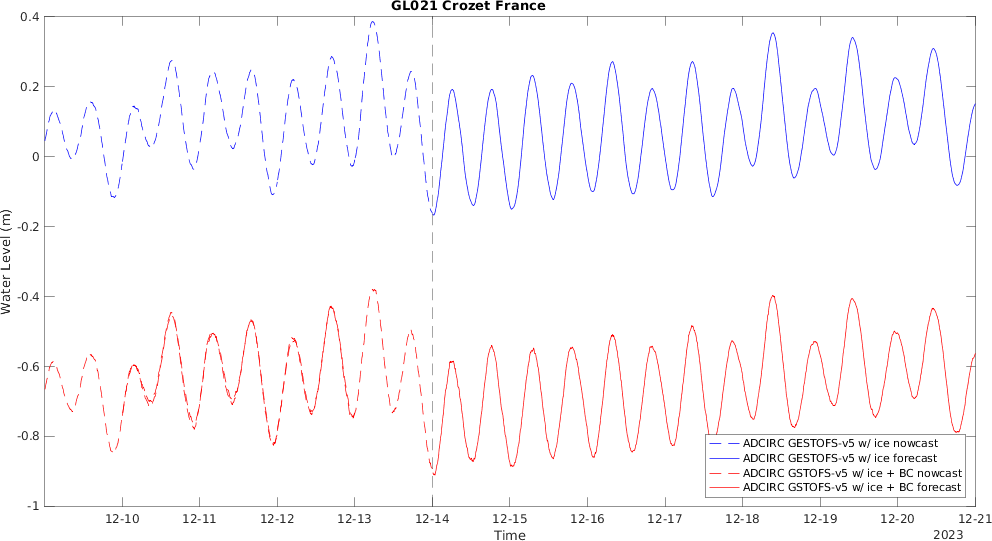 GL021 Crozet France
0.4
0.2
0
-0.2
-0.4
-0.6
-0.8
-1
Water Level (m)
ADCIRC GESTOFS-v5 w/ ice nowcast
ADCIRC GESTOFS-v5 w/ ice forecast
ADCIRC GSTOFS-v5 w/ ice + BC nowcast
ADCIRC GSTOFS-v5 w/ ice + BC forecast
12-10 12-11 12-12 12-13 12-14 12-15 12-16 12-17 12-18 12-19 12-20 12-21
Time
2023